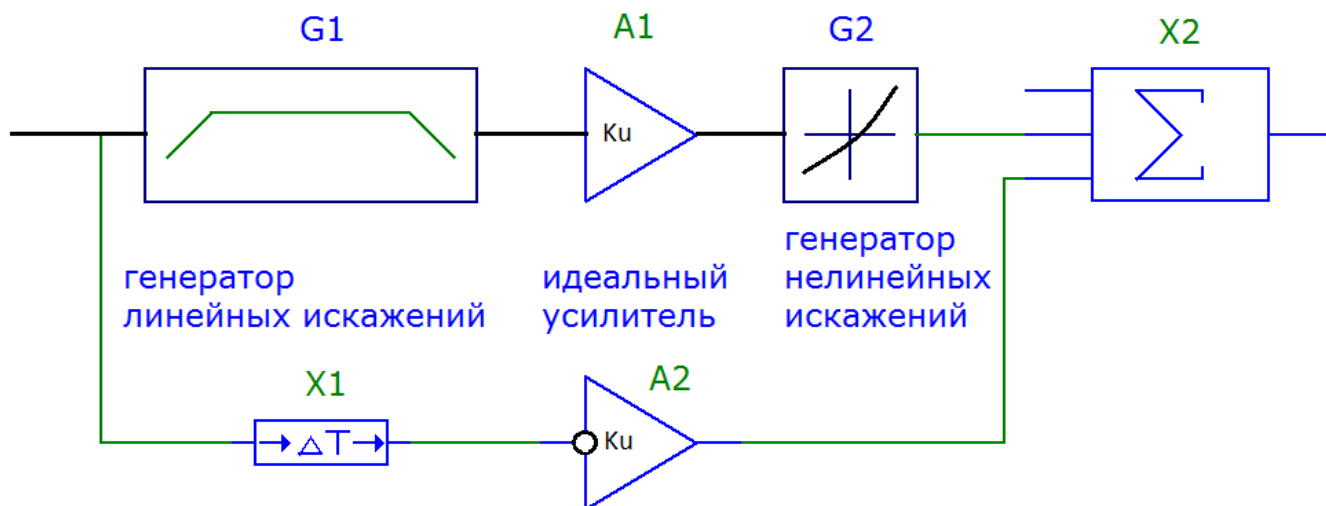 G1
A1
G2
X2
Ku
генератор
линейных искажений
идеальный
усилитель
генератор
нелинейных
искажений
X1
A2
ΔT
Ku